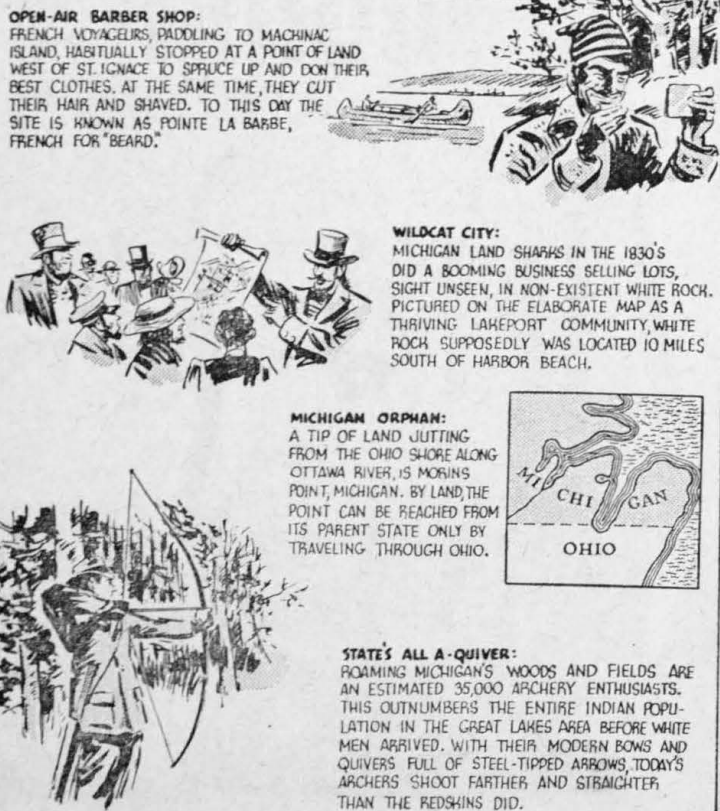 OPEN-AIR BARBER SHOP:
FRENCH VOYAGEURS, PADDLING TO MACHINAC
ISLAND, HABITUALLY STOPPED AT A POINT OF LAND
WEST OF ST. IGNACE TO SPRUCE UP AND DON THEIR
BEST CLOTHES. AT THE SAME TIME, THEY CUT
THEIR HAIR AND SHAVED. TO THIS DAY THE
SITE IS KNOWN AS POINTE LA BARBE,
FRENCH FOR "BEARD."
WILDCAT CITY:
MICHIGAN LAND SHARKS IN THE 1830'S
DID A BOOMING BUSINESS SELLING LOTS,
SIGHT UNSEEN, IN NON-EXISTENT WHITE ROCK.
PICTURED ON THE ELABORATE MAP AS A
THRIVING LAKEPORT COMMUNITY, WHITE
ROCK SUPPOSEDLY WAS LOCATED 10 MILES
SOUTH OF HARBOR BEACH.
MICHIGAN ORPHAN:
A TIP OF LAND JUTTING
FROM THE OHIO SHORE ALONG
OTTAWA RIVER, IS MORINS
POINT, MICHIGAN. BY LAND, THE
POINT CAN BE REACHED FROM
ITS PARENT STATE ONLY BY
TRAVELING THROUGH OHIO.
MICHIGAN
OHIO
STATE'S ALL A-QUIVER:
ROAMING MICHIGAN'S WOODS AND FIELDS ARE
AN ESTIMATED 35,000 ARCHERY ENTHUSIASTS.
THIS OUTNUMBERS THE ENTIRE INDIAN POPU-
LATION IN THE GREAT LAKES AREA BEFORE WHITE
MEN ARRIVED. WITH THEIR MODERN BOWS AND
QUIVERS FULL OF STEEL-TIPPED ARROWS, TODAY'S
ARCHERS SHOOT FARTHER AND STRAIGHTER
THAN THE REDSKINS DID.